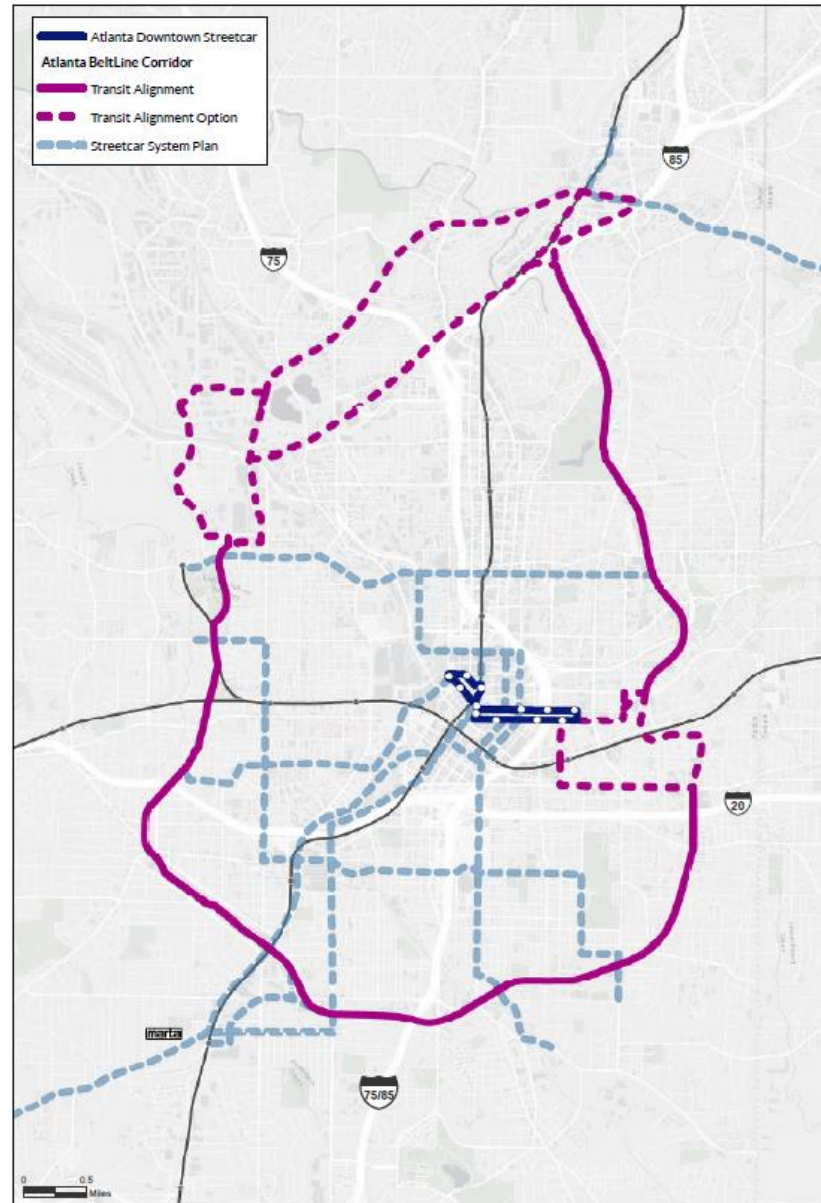 Atlanta Downtown Streetcar
Atlanta BeltLine Corridor
Transit Alignment
Transit Alignment Option
Streetcar System Plan
85
75
20
marta
75/85
0 0.5
Miles